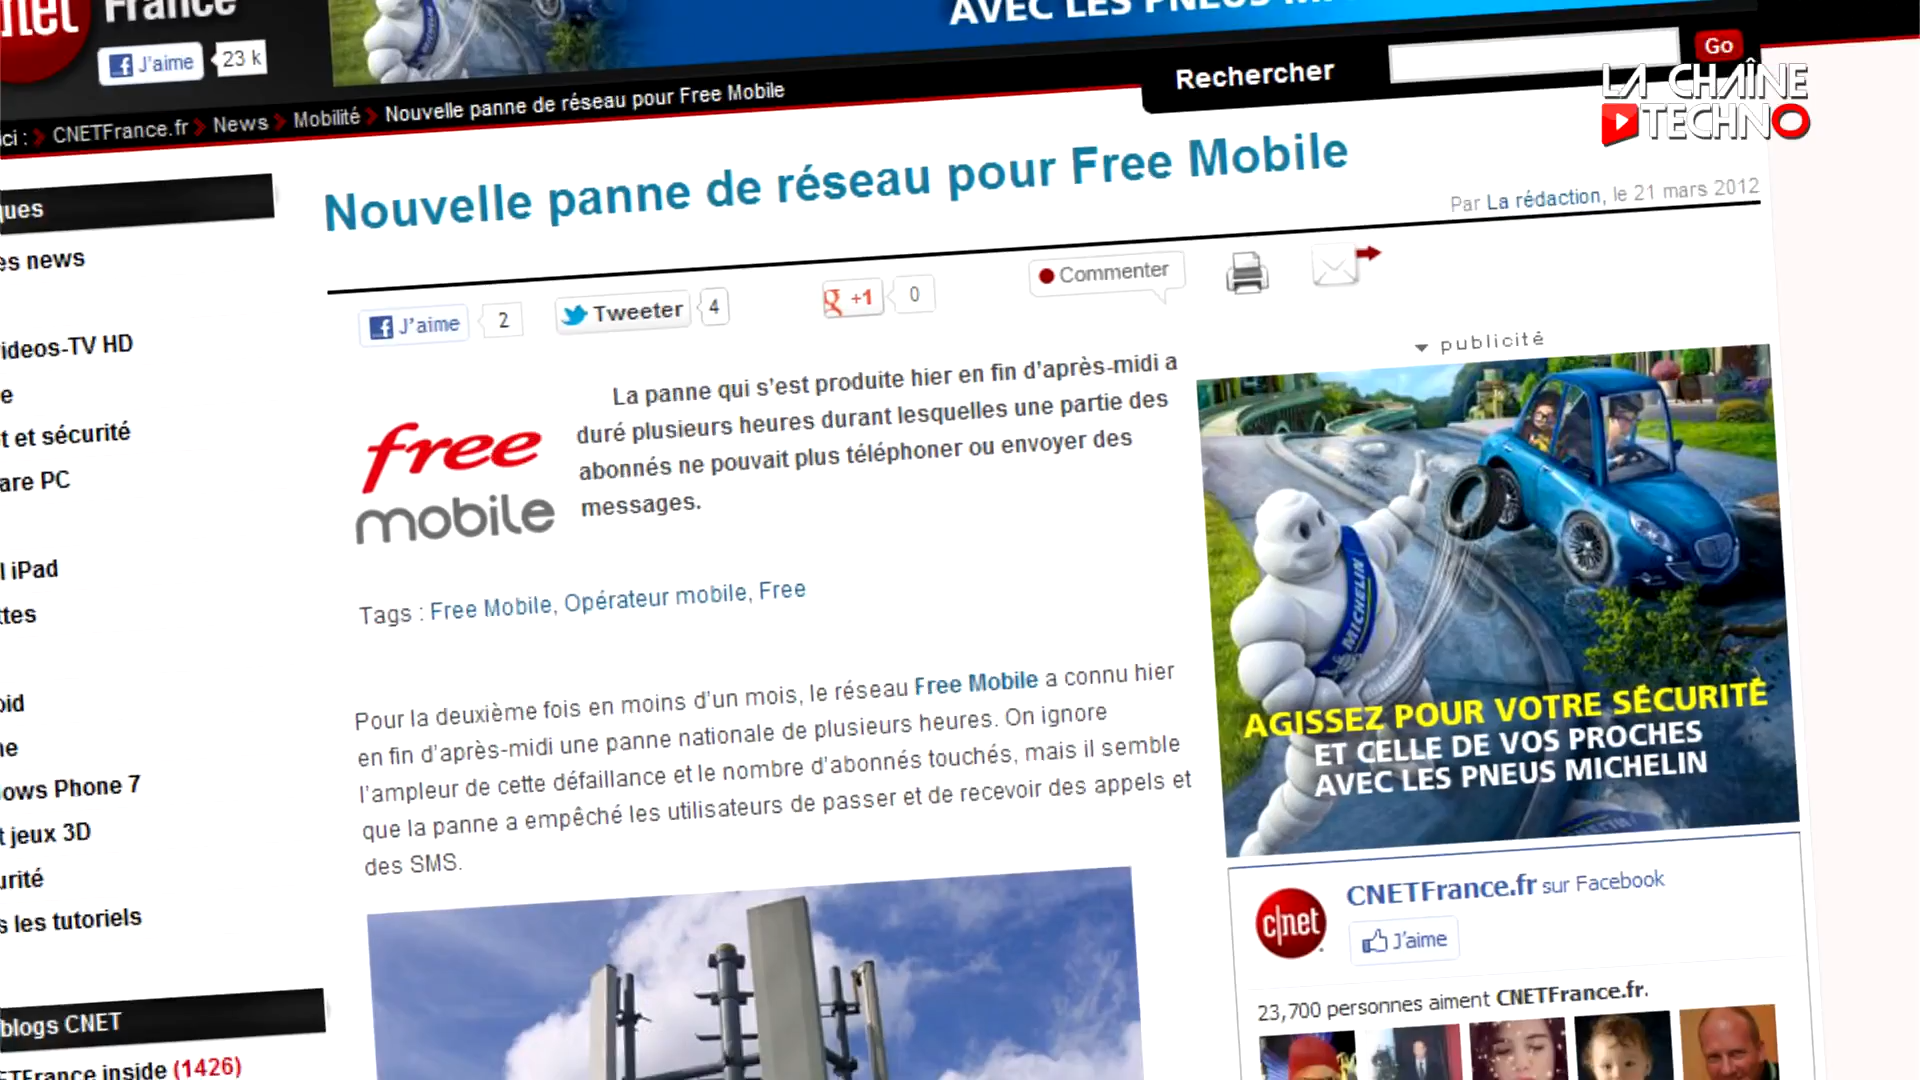 France
J'aime
23 k
AVEC LES PNEUS
Rechercher
Go
LA CHAÎNE
TECHNO
CNETFrance.fr
News
Mobilité
Nouvelle panne de réseau pour Free Mobile
Nouvelle panne de réseau pour Free Mobile
Par La rédaction, le 21 mars 2012
J'aime
2
Tweeter
4
+1
0
Commenter
publicité
free
mobile
La panne qui s'est produite hier en fin d'après-midi a
duré plusieurs heures durant lesquelles une partie des
abonnés ne pouvait plus téléphoner ou envoyer des
messages.
Tags : Free Mobile, Opérateur mobile, Free
Pour la deuxième fois en moins d'un mois, le réseau Free Mobile a connu hier
en fin d'après-midi une panne nationale de plusieurs heures. On ignore
l'ampleur de cette défaillance et le nombre d'abonnés touchés, mais il semble
que la panne a empêché les utilisateurs de passer et de recevoir des appels et
des SMS.
ques
es news
ideos-TV HD
e
t et sécurité
are PC
l iPad
ttes
oid
ne
ows Phone 7
t jeux 3D
urité
s les tutoriels
blogs CNET
France inside (1426)
MICHELIN
AGISSEZ POUR VOTRE SÉCURITÉ
ET CELLE DE VOS PROCHES
AVEC LES PNEUS MICHELIN
c|net
CNETFrance.fr sur Facebook
J'aime
23,700 personnes aiment CNETFrance.fr.